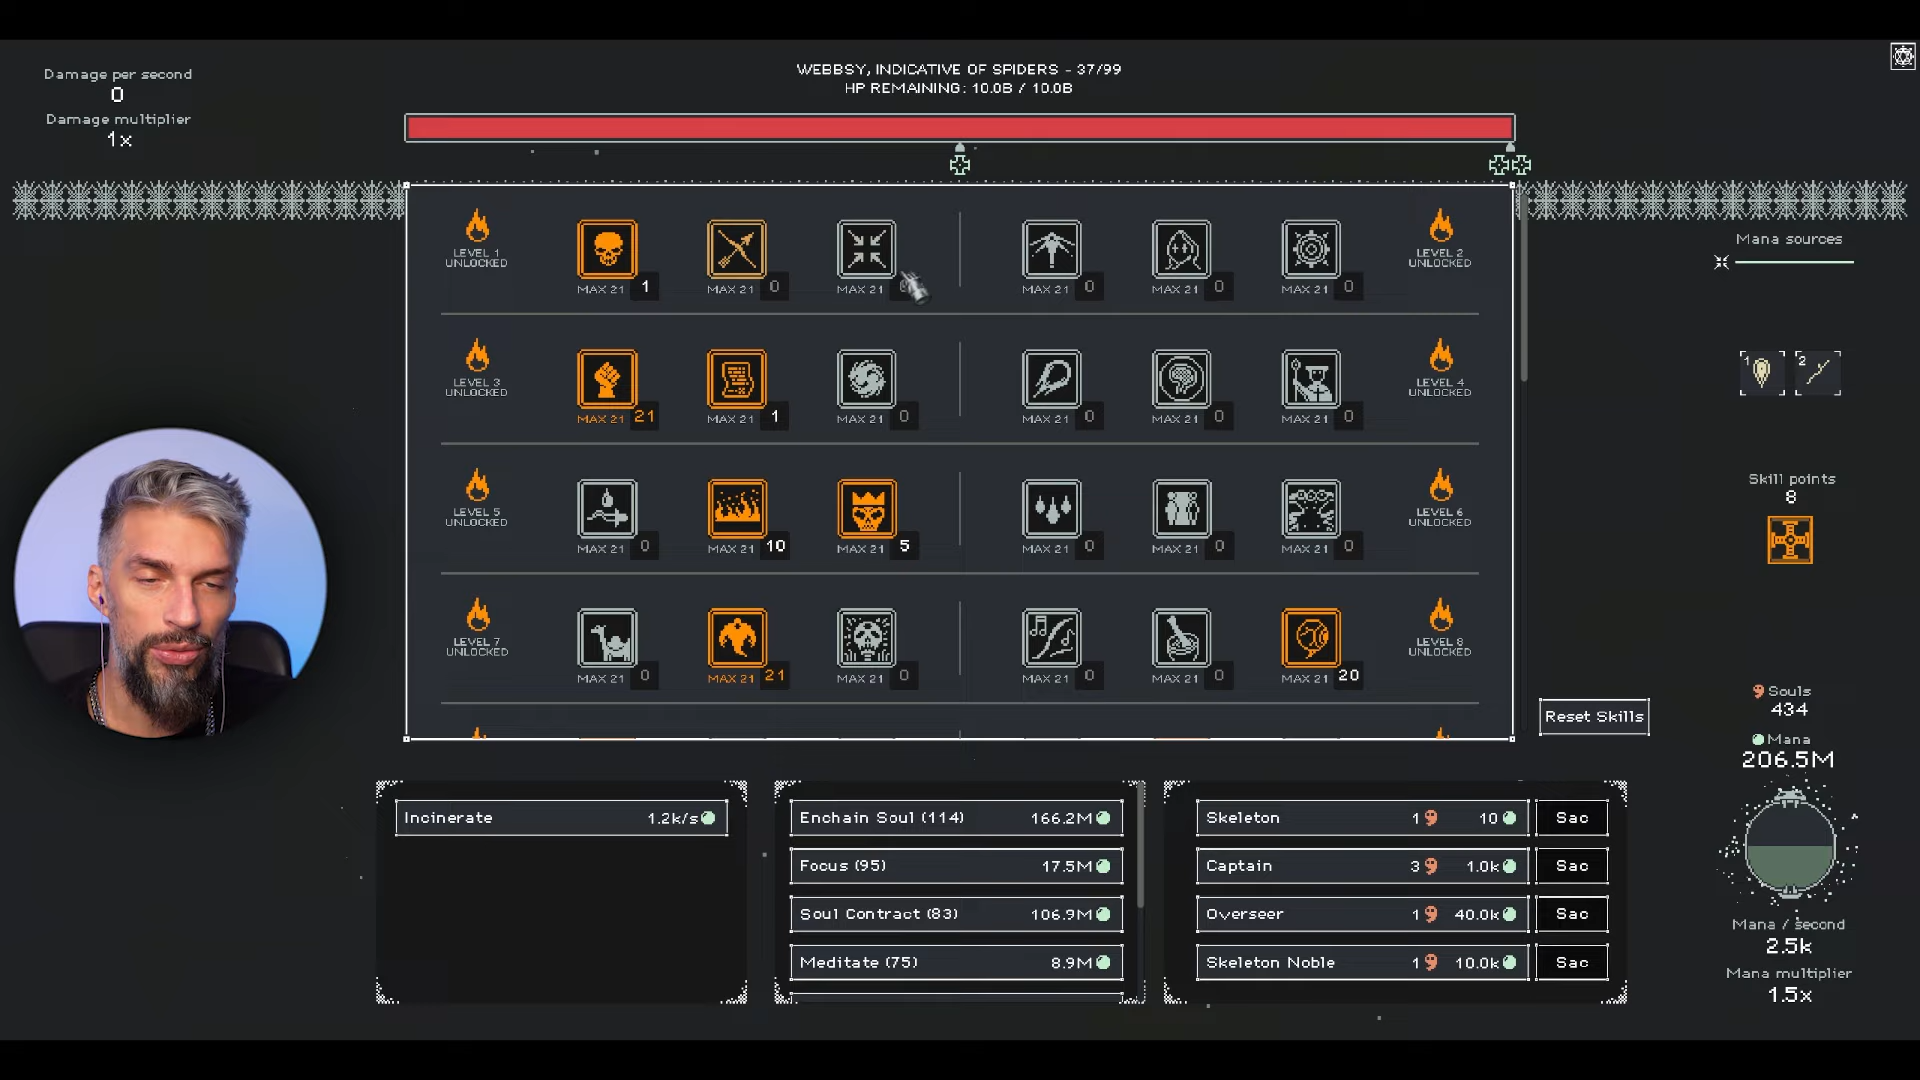 Damage per second
0
Damage multiplier
1x
WEBBSY, INDICATIVE OF SPIDERS - 37/99
HP REMAINING: 10.0B / 10.0B
LEVEL 1
UNLOCKED
MAX 21 1
MAX 21 0
MAX 21
MAX 21 0
MAX 21 0
MAX 21 0
LEVEL 2
UNLOCKED
LEVEL 3
UNLOCKED
MAX 21 21
MAX 21 1
MAX 21 0
MAX 21 0
MAX 21 0
MAX 21 0
LEVEL 4
UNLOCKED
LEVEL 5
UNLOCKED
MAX 21 0
MAX 21 10
MAX 21 5
MAX 21 0
MAX 21 0
MAX 21 0
LEVEL 6
UNLOCKED
LEVEL 7
UNLOCKED
MAX 21 0
MAX 21 21
MAX 21 0
MAX 21 0
MAX 21 0
MAX 21 20
LEVEL 8
UNLOCKED
Mana sources
1
2
Skill points
8
Reset Skills
Souls
434
Mana
206.5M
Mana / second
2.5k
Mana multiplier
1.5x
Incinerate 1.2k/s
Enchain Soul (114) 166.2M
Focus (95) 17.5M
Soul Contract (83) 106.9M
Meditate (75) 8.9M
Skeleton 1 10 Sac
Captain 3 1.0k Sac
Overseer 1 40.0k Sac
Skeleton Noble 1 10.0k Sac